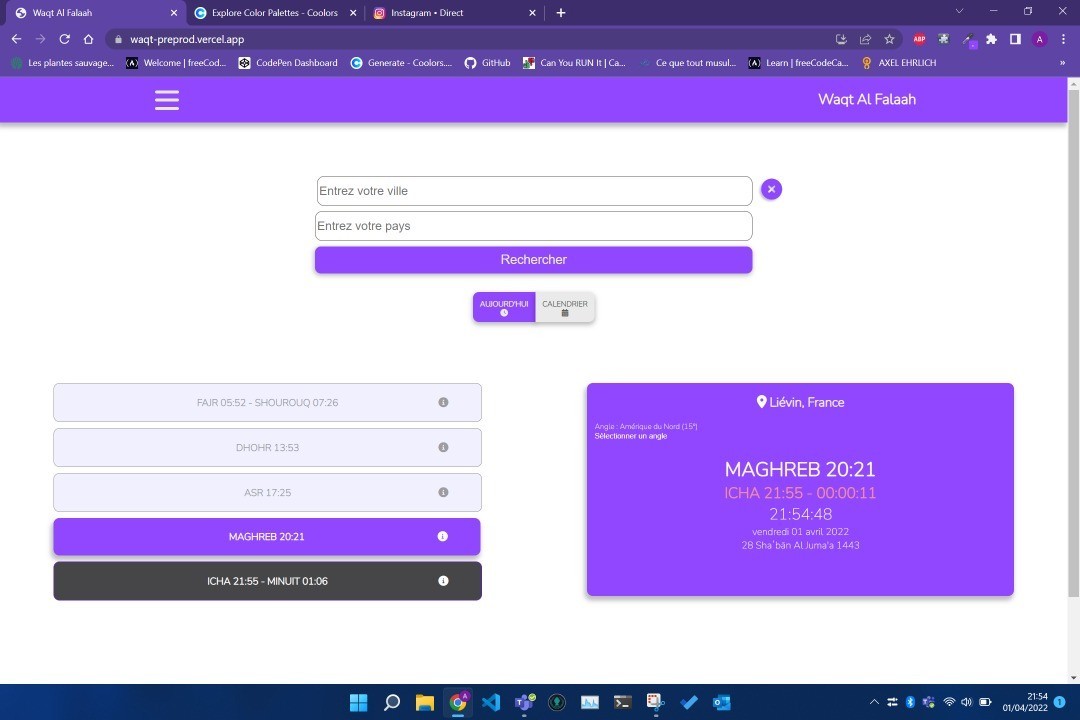 Waqt Al Falaah
Explore Color Palettes - Coolors
Instagram • Direct
waqt-preprod.vercel.app
ABP
A
Les plantes sauvage...
Welcome | freeCod...
CodePen Dashboard
Generate - Coolors....
GitHub
Can You RUN It | Ca...
Ce que tout musul...
Learn | freeCodeCa...
AXEL EHRLICH
»
Waqt Al Falaah
Entrez votre ville
Entrez votre pays
Rechercher
AUJOURD'HUI
CALENDRIER
FAJR 05:52 - SHOUROUQ 07:26
DHOHR 13:53
ASR 17:25
MAGHREB 20:21
ICHA 21:55 - MINUIT 01:06
Liévin, France
Angle : Amérique du Nord (15°)
Sélectionner un angle
MAGHREB 20:21
ICHA 21:55 - 00:00:11
21:54:48
vendredi 01 avril 2022
28 Shaʿbān Al Juma'a 1443
21:54
01/04/2022
1